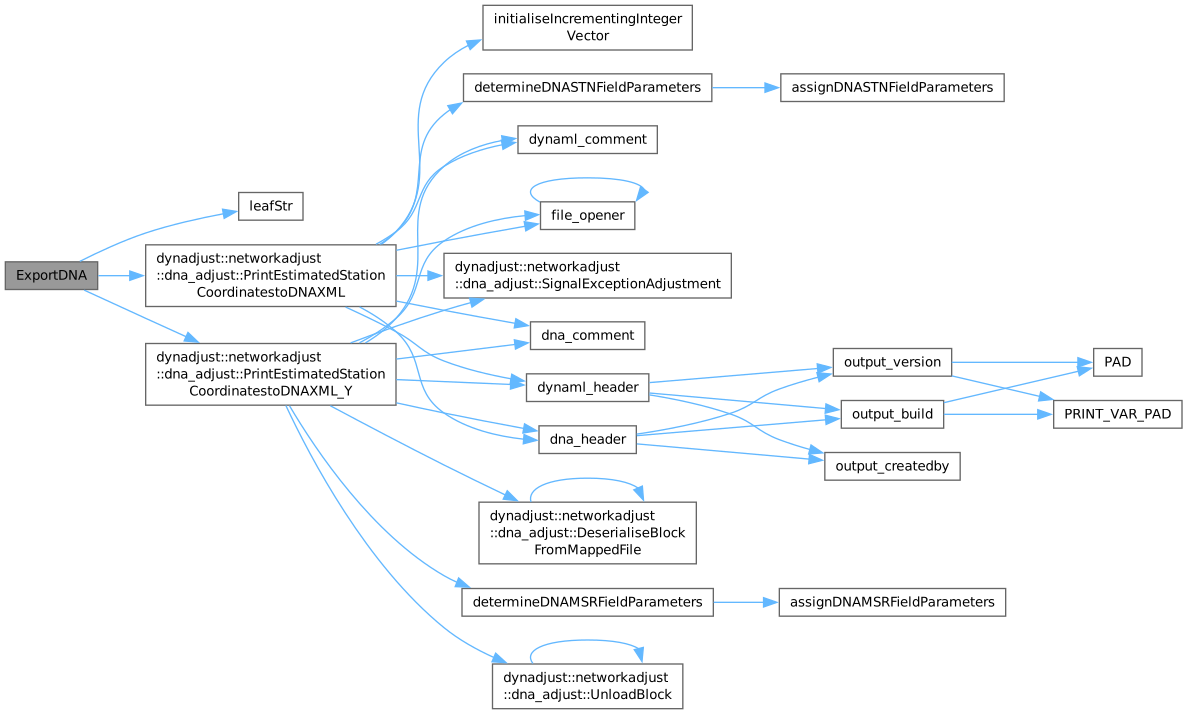 initialiseIncrementingInteger
Vector
determineDNASTNFieldParameters
assignDNASTNFieldParameters
dynaml_comment
leafStr
file_opener
ExportDNA
dynadjust::networkadjust
::dna_adjust::PrintEstimatedStation
CoordinatestoDNAXML
dynadjust::networkadjust
::dna_adjust::SignalExceptionAdjustment
dna_comment
dynadjust::networkadjust
::dna_adjust::PrintEstimatedStation
CoordinatestoDNAXML_Y
dynaml_header
output_version
PAD
output_build
PRINT_VAR_PAD
dna_header
output_createdby
dynadjust::networkadjust
::dna_adjust::DeserialiseBlock
FromMappedFile
determineDNAMSRFieldParameters
assignDNAMSRFieldParameters
dynadjust::networkadjust
::dna_adjust::UnloadBlock